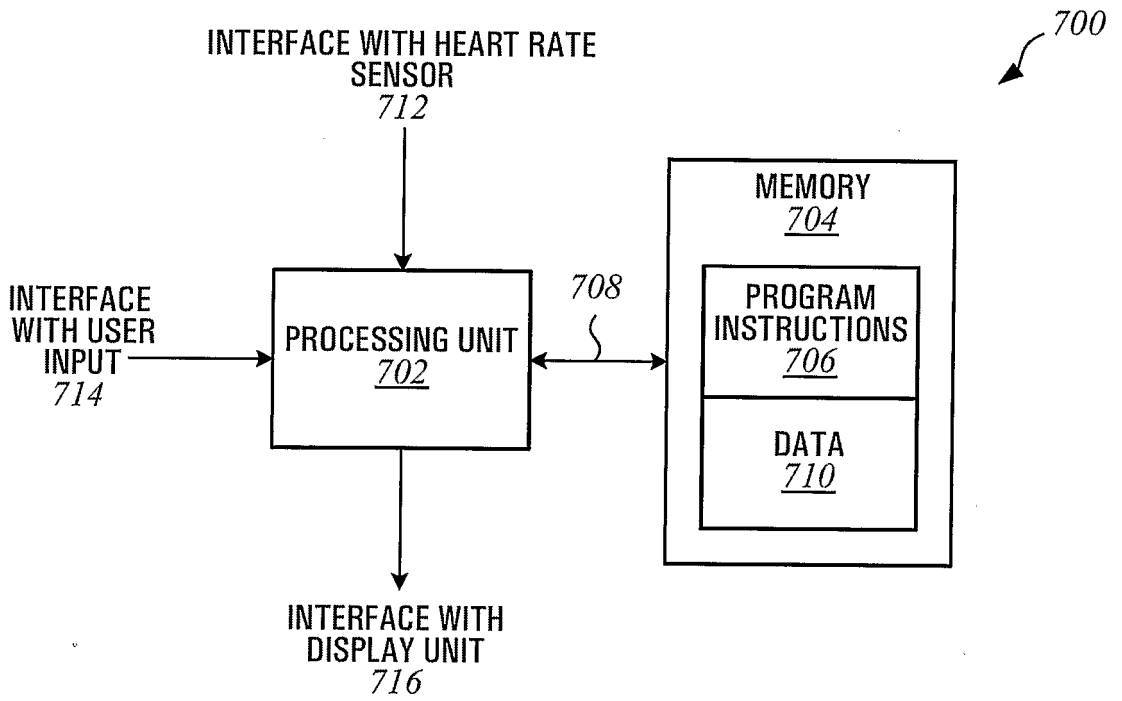 700
INTERFACE WITH HEART RATE
SENSOR
712
MEMORY
704
INTERFACE
WITH USER
INPUT
714
PROCESSING UNIT
702
708
PROGRAM
INSTRUCTIONS
706
DATA
710
INTERFACE WITH
DISPLAY UNIT
716